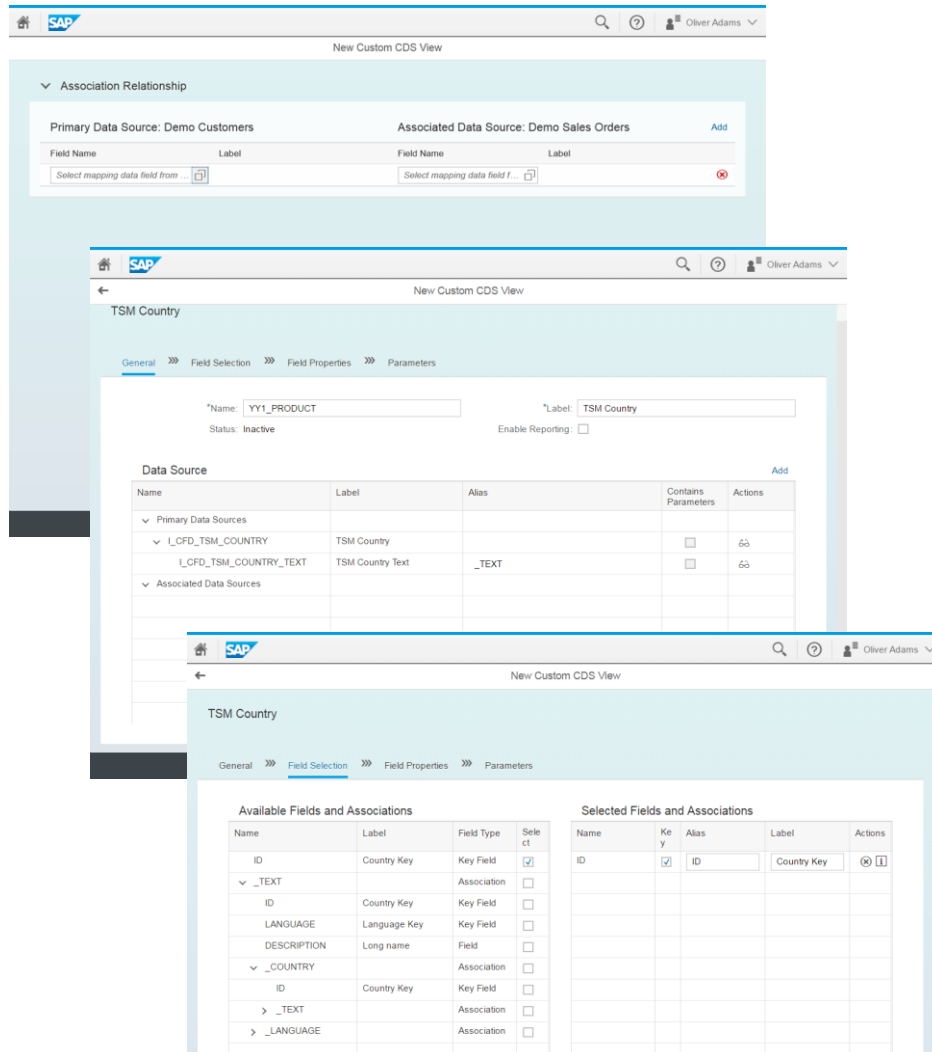 SAP Oliver Adams
New Custom CDS View
Association Relationship
Primary Data Source: Demo Customers Associated Data Source: Demo Sales Orders Add
Field Name Label Field Name Label
Select mapping data field from ... Select mapping data field f...
SAP Oliver Adams
New Custom CDS View
TSM Country
General Field Selection Field Properties Parameters
*Name: YY1_PRODUCT *Label: TSM Country
Status: Inactive Enable Reporting:
Data Source Add
Name Label Alias Contains Parameters Actions
Primary Data Sources
I_CFD_TSM_COUNTRY TSM Country
I_CFD_TSM_COUNTRY_TEXT TSM Country Text _TEXT
Associated Data Sources
SAP Oliver Adams
New Custom CDS View
TSM Country
General Field Selection Field Properties Parameters
Available Fields and Associations Selected Fields and Associations
Name Label Field Type Sele Name Ke Alias Label Actions
ct y
ID Country Key Key Field ID ID Country Key
_TEXT Association
ID Country Key Key Field
LANGUAGE Language Key Key Field
DESCRIPTION Long name Field
_COUNTRY Association
ID Country Key Key Field
_TEXT Association
_LANGUAGE Association